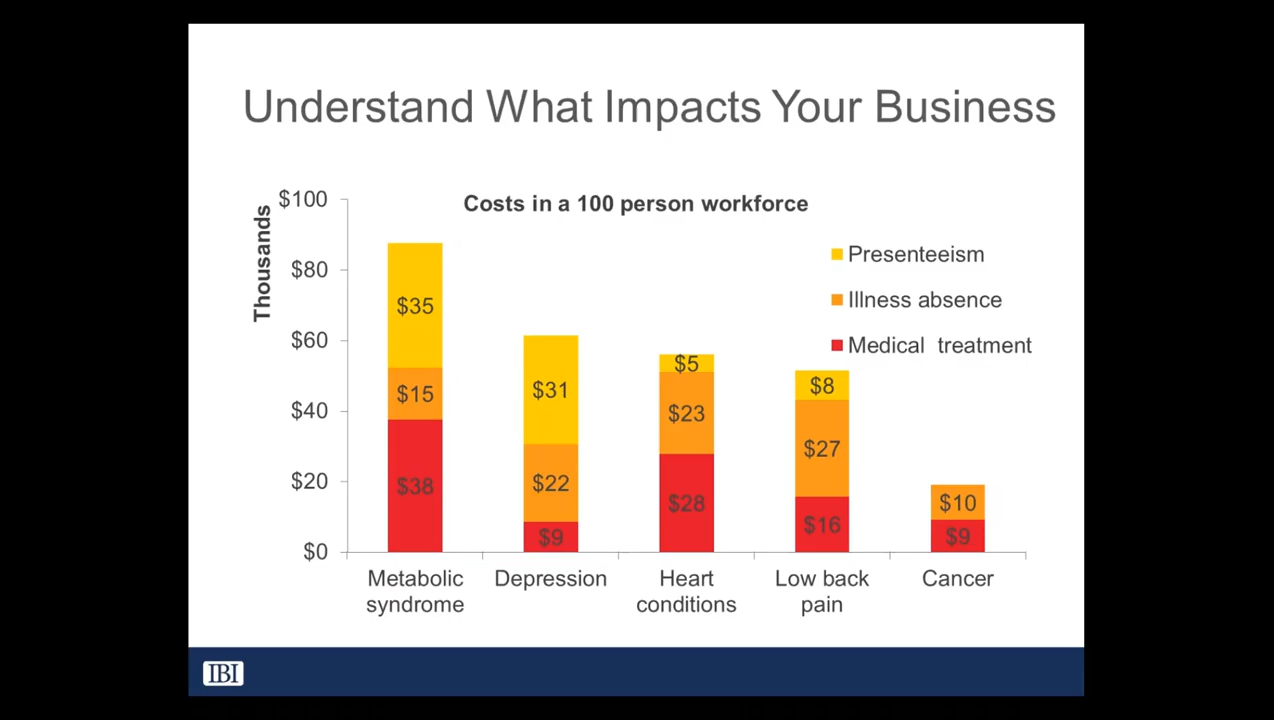 Understand What Impacts Your Business
Costs in a 100 person workforce
Thousands
$100
$80
$60
$40
$20
$0
Presenteeism
Illness absence
Medical treatment
$35
$15
$38
$31
$22
$9
$5
$23
$28
$8
$27
$16
$10
$9
Metabolic
syndrome
Depression
Heart
conditions
Low back
pain
Cancer
IBI